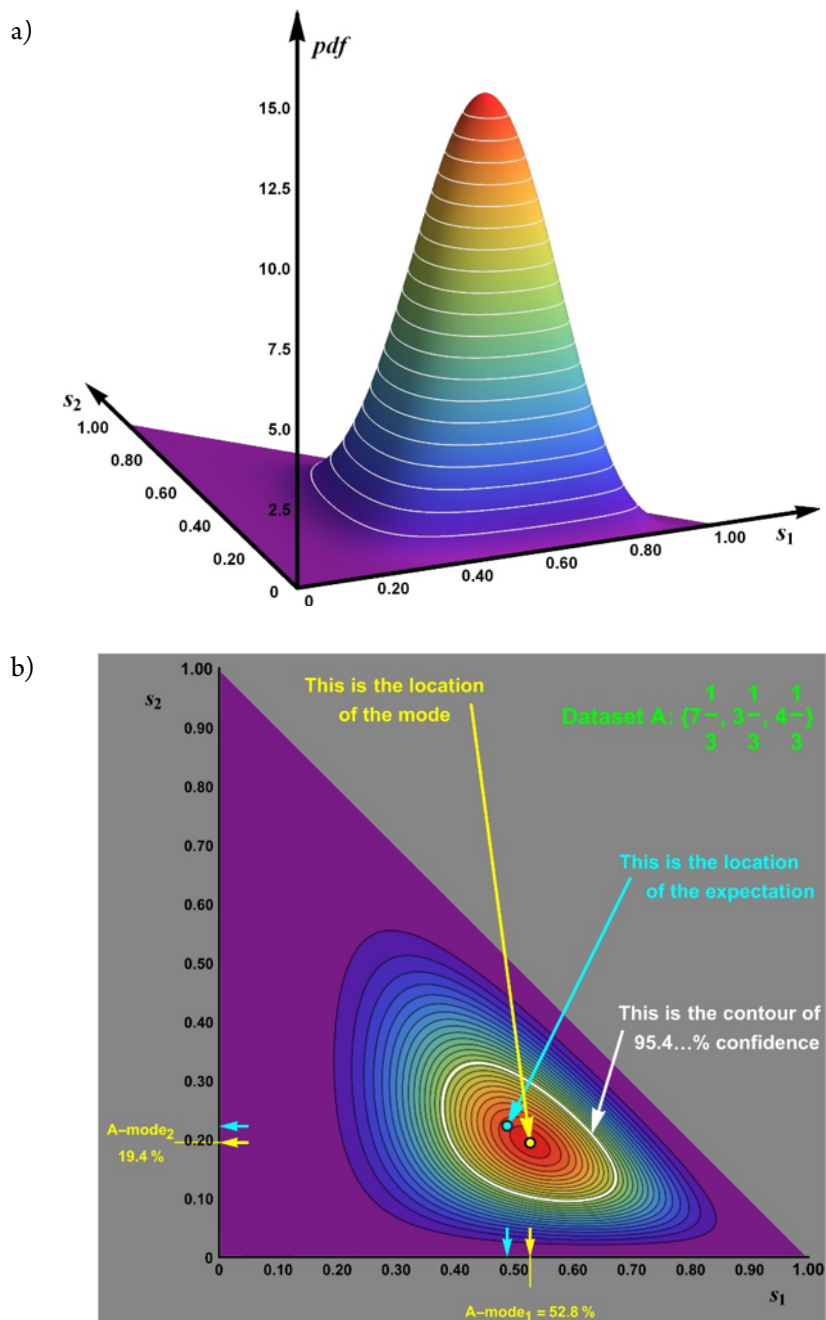 a)
pdf
15.0
12.5
10.0
7.5
5.0
2.5
0
s2
1.00
0.80
0.60
0.40
0.20
0
0.20
0.40
0.60
0.80
1.00
s1
b)
1.00
s2
0.90
0.80
0.70
0.60
0.50
0.40
0.30
0.20
0.10
0
This is the location
of the mode
Dataset A: {7 1/3, 3 1/3, 4 1/3}
This is the location
of the expectation
This is the contour of
95.4...% confidence
A–mode2
19.4 %
0 0.10 0.20 0.30 0.40 0.50 0.60 0.70 0.80 0.90 1.00
s1
A–mode1 = 52.8 %